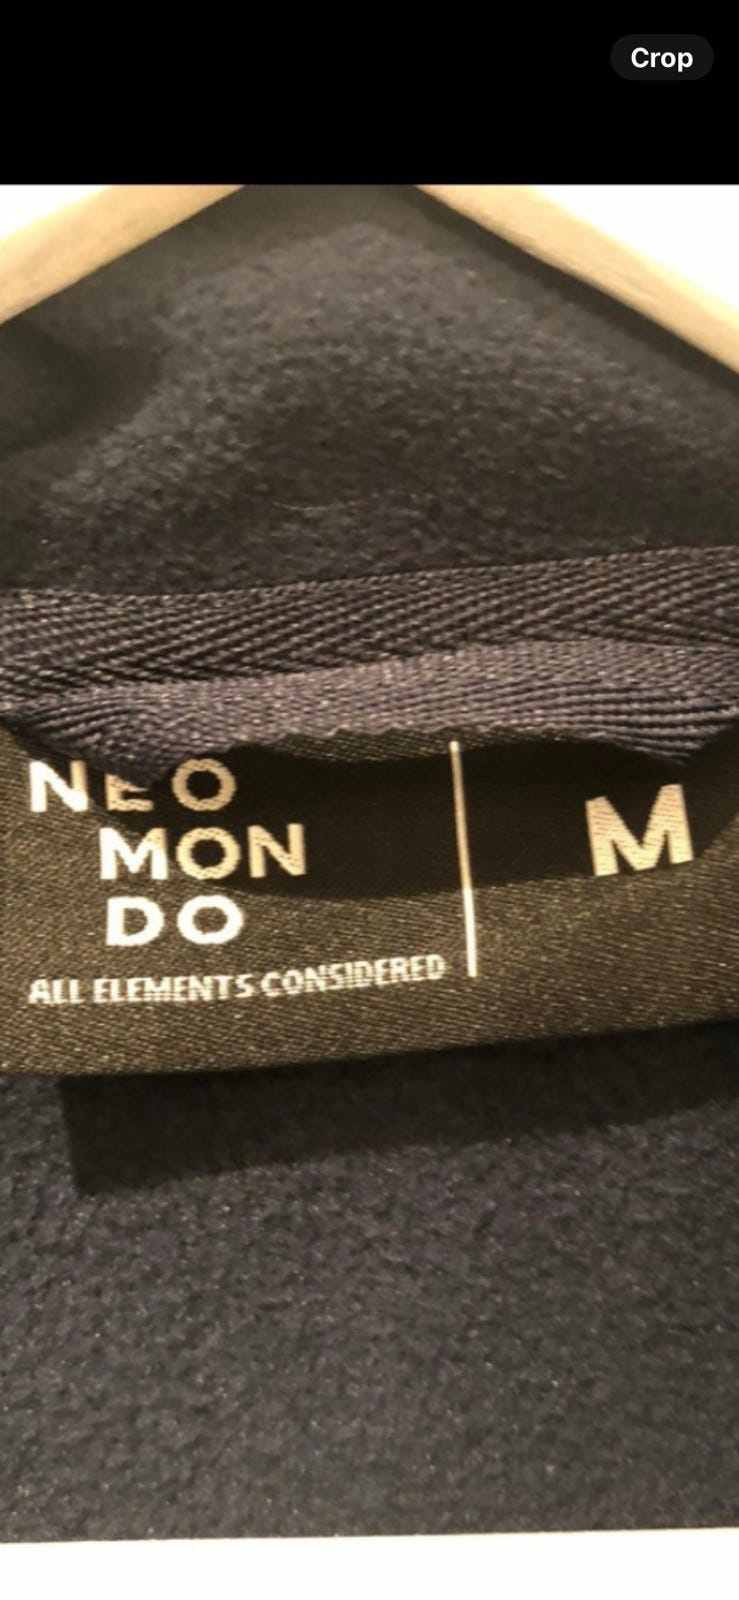 Crop
NEO
MON
DO
M
ALL ELEMENTS CONSIDERED